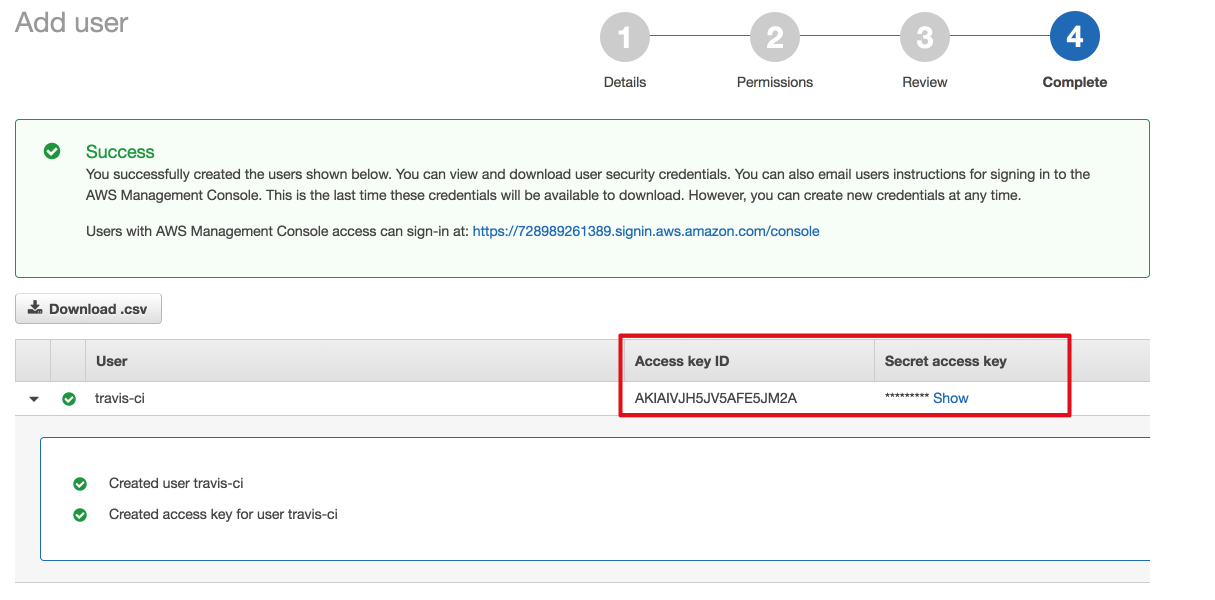 Add user
1
2
3
4
Details
Permissions
Review
Complete
Success
You successfully created the users shown below. You can view and download user security credentials. You can also email users instructions for signing in to the
AWS Management Console. This is the last time these credentials will be available to download. However, you can create new credentials at any time.
Users with AWS Management Console access can sign-in at: https://728989261389.signin.aws.amazon.com/console
Download .csv
User
Access key ID
Secret access key
travis-ci
AKIAIVJH5JV5AFE5JM2A
********* Show
Created user travis-ci
Created access key for user travis-ci